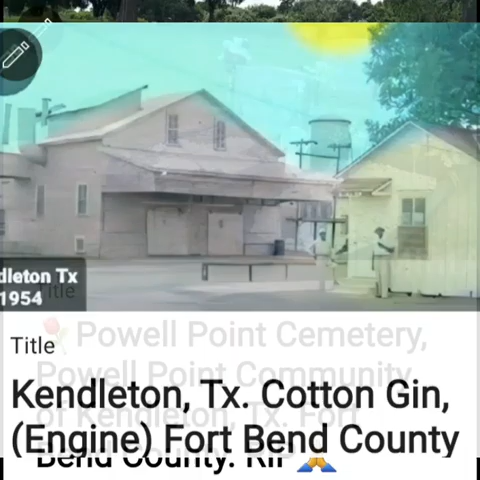 dleton Tx
1954
Title
Title
🌹Powell Point Cemetery,
Powell Point Community
of Kendleton, Tx. Fort
Bend County. RIP 🙏
Kendleton, Tx. Cotton Gin,
(Engine) Fort Bend County